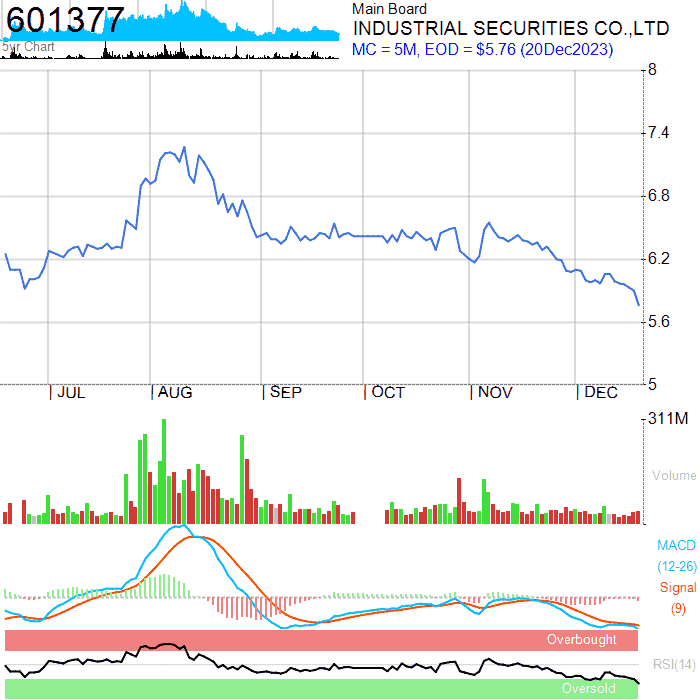 601377
5yr Chart
Main Board
INDUSTRIAL SECURITIES CO.,LTD
MC = 5M, EOD = $5.76 (20Dec2023)
8
7.4
6.8
6.2
5.6
5
JUL AUG SEP OCT NOV DEC
311M
Volume
MACD
(12-26)
Signal
(9)
Overbought
RSI(14)
Oversold